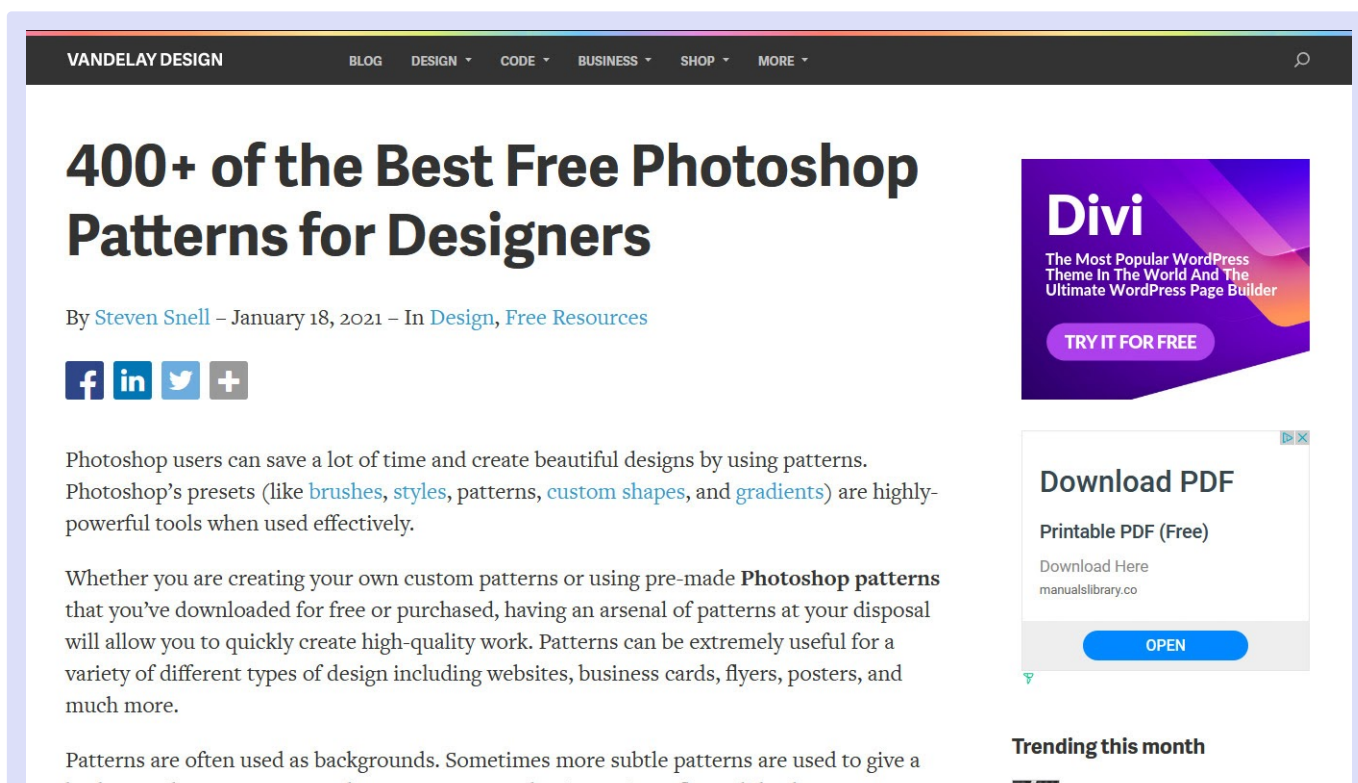 VANDELAY DESIGN
BLOG DESIGN CODE BUSINESS SHOP MORE
400+ of the Best Free Photoshop
Patterns for Designers
By Steven Snell – January 18, 2021 – In Design, Free Resources
Photoshop users can save a lot of time and create beautiful designs by using patterns.
Photoshop’s presets (like brushes, styles, patterns, custom shapes, and gradients) are highly-
powerful tools when used effectively.
Whether you are creating your own custom patterns or using pre-made Photoshop patterns
that you’ve downloaded for free or purchased, having an arsenal of patterns at your disposal
will allow you to quickly create high-quality work. Patterns can be extremely useful for a
variety of different types of design including websites, business cards, flyers, posters, and
much more.
Patterns are often used as backgrounds. Sometimes more subtle patterns are used to give a
Divi
The Most Popular WordPress
Theme In The World And The
Ultimate WordPress Page Builder
TRY IT FOR FREE
Download PDF
Printable PDF (Free)
Download Here
manualslibrary.co
OPEN
Trending this month